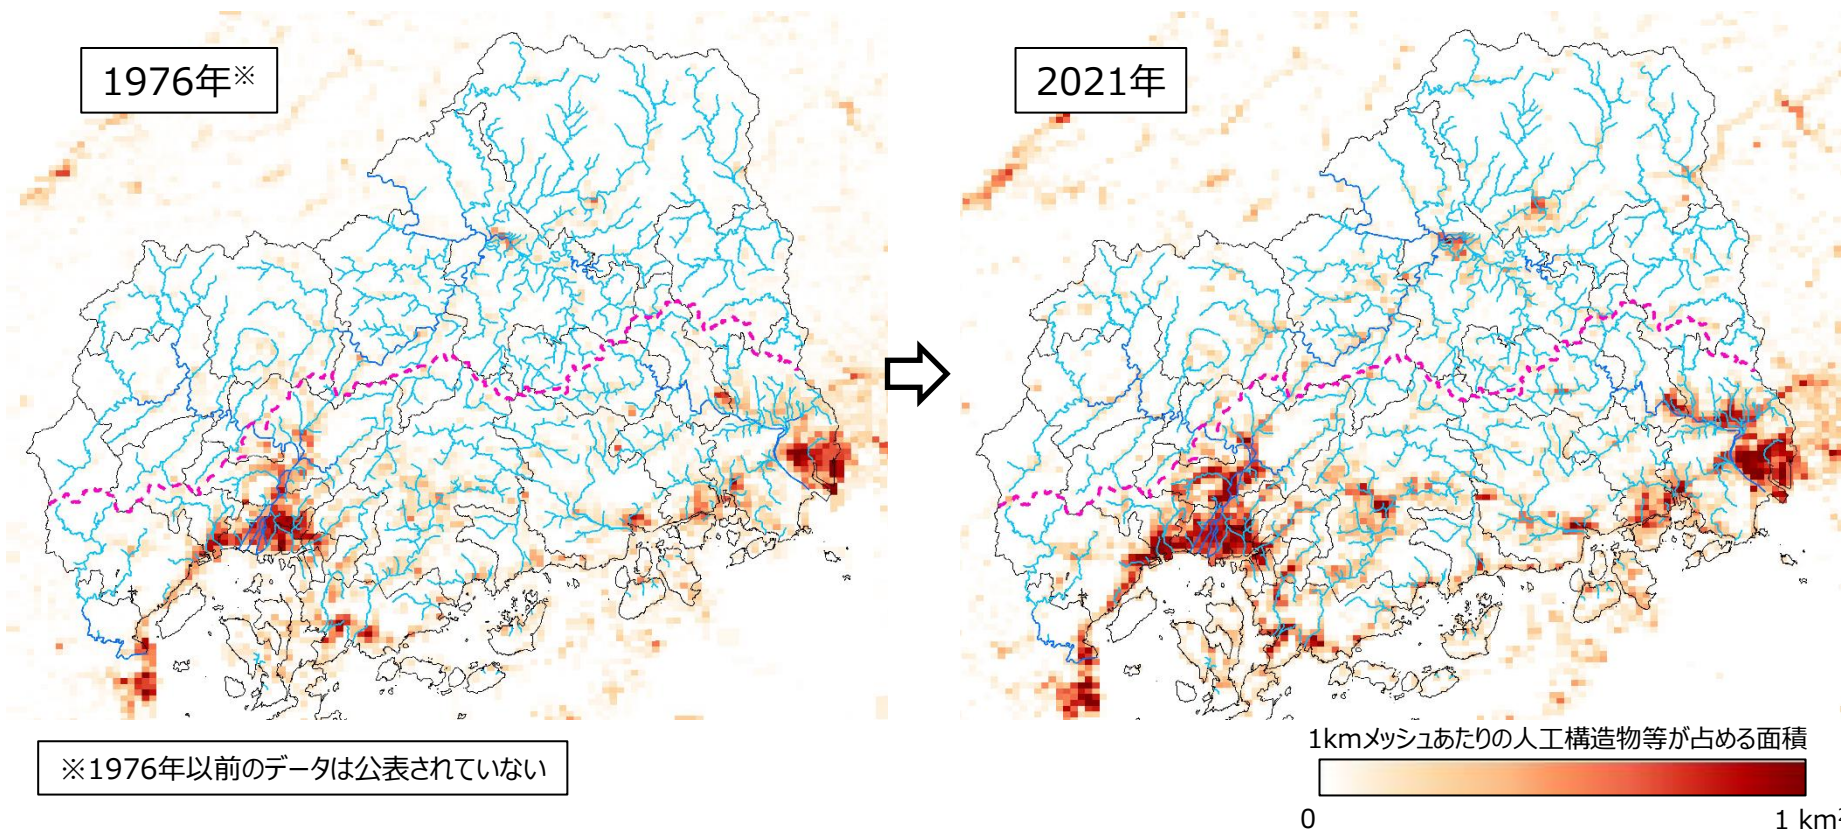 1976年※
2021年
※1976年以前のデータは公表されていない
1kmメッシュあたりの人工構造物等が占める面積
0
1 km²